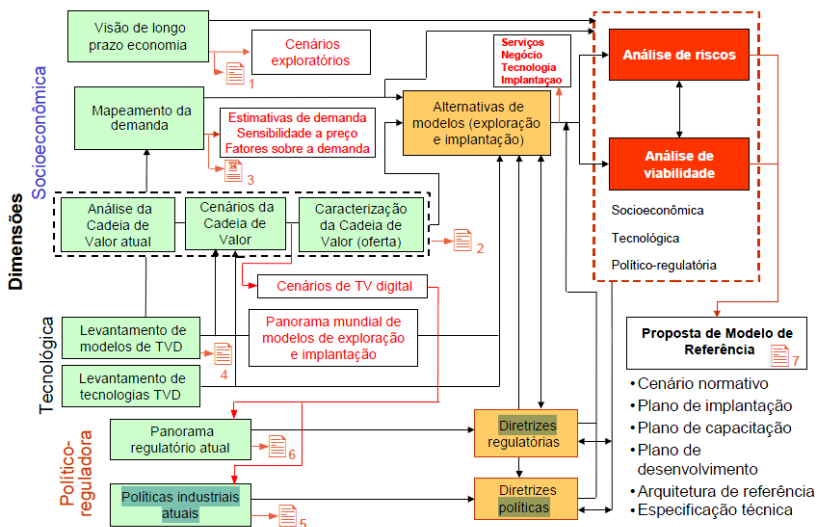 Dimensões
Socioeconômica
Tecnológica
Político-
reguladora
Visão de longo
prazo economia
Cenários
exploratórios
1
Mapeamento da
demanda
Estimativas de demanda
Sensibilidade a preço
Fatores sobre a demanda
3
Análise da
Cadeia de
Valor atual
Cenários da
Cadeia de
Valor
Caracterização
da Cadeia de
Valor (oferta)
2
Cenários de TV digital
Levantamento de
modelos de TVD
4
Panorama mundial de
modelos de exploração
e implantação
Levantamento de
tecnologias TVD
Panorama
regulatório atual
6
Políticas industriais
atuais
5
Serviços
Negócio
Tecnologia
Implantaçao
Alternativas de
modelos (exploração
e implantação)
Diretrizes
regulatórias
Diretrizes
políticas
Análise de riscos
Análise de
viabilidade
Socioeconômica
Tecnológica
Político-regulatória
Proposta de Modelo de
Referência
7
•Cenário normativo
•Plano de implantação
•Plano de capacitação
•Plano de
desenvolvimento
•Arquitetura de referência
•Especificação técnica